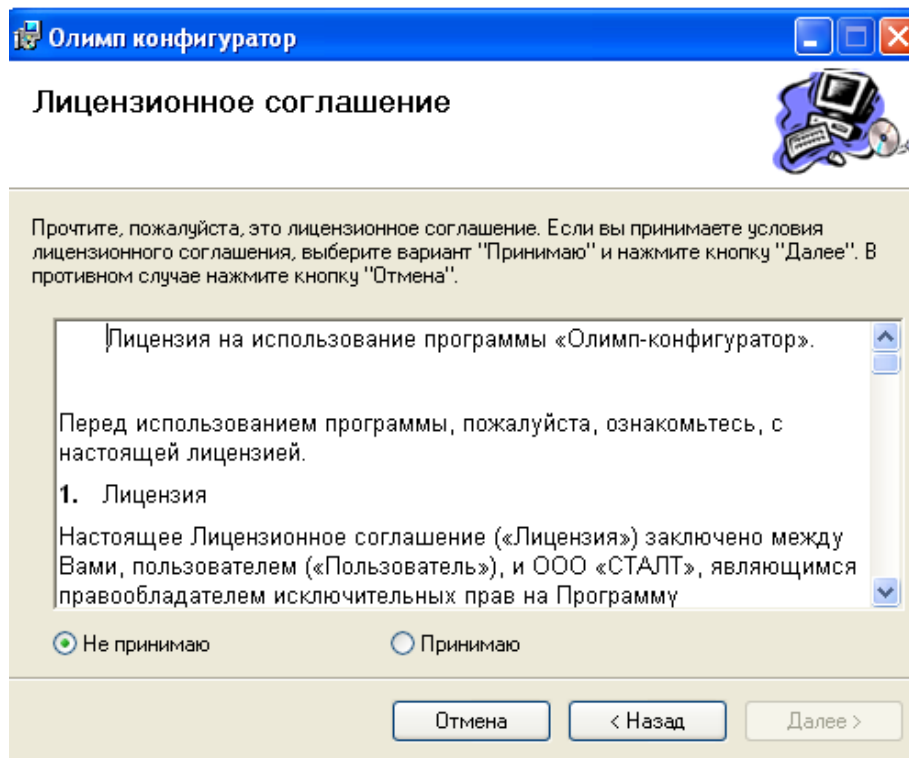 Олимп конфигуратор
Лицензионное соглашение
Прочтите, пожалуйста, это лицензионное соглашение. Если вы принимаете условия
лицензионного соглашения, выберите вариант "Принимаю" и нажмите кнопку "Далее". В
противном случае нажмите кнопку "Отмена".
Лицензия на использование программы «Олимп-конфигуратор».
Перед использованием программы, пожалуйста, ознакомьтесь, с
настоящей лицензией.
1. Лицензия
Настоящее Лицензионное соглашение («Лицензия») заключено между
Вами, пользователем («Пользователь»), и ООО «СТАЛТ», являющимся
правообладателем исключительных прав на Программу
Не принимаю Принимаю
Отмена < Назад Далее >